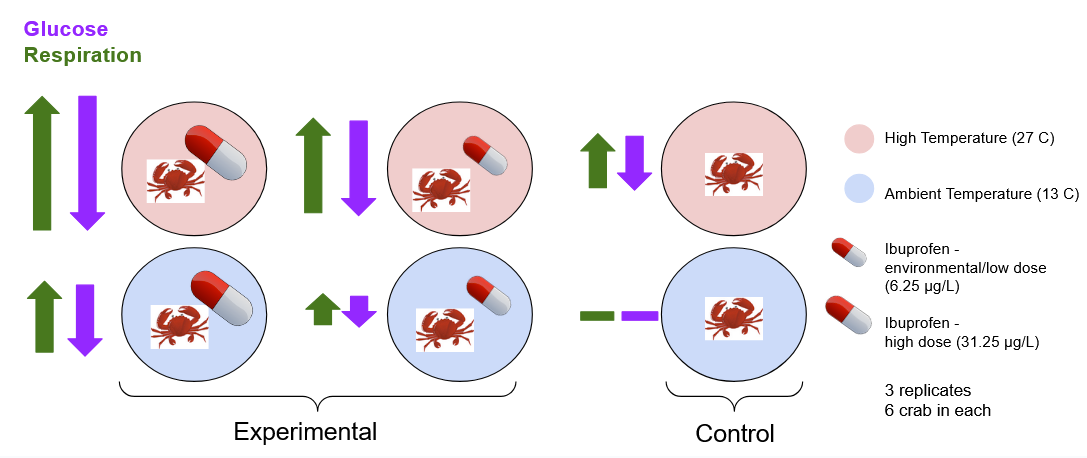 Glucose
Respiration
High Temperature (27 C)
Ambient Temperature (13 C)
Ibuprofen -
environmental/low dose
(6.25 µg/L)
Ibuprofen -
high dose (31.25 µg/L)
3 replicates
6 crab in each
Experimental
Control